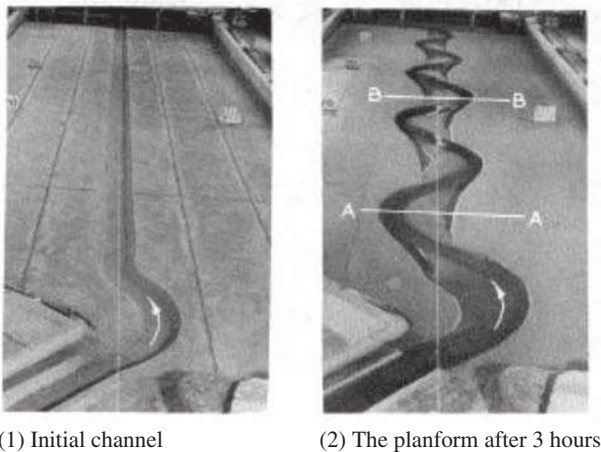 B B
A A
(1) Initial channel
(2) The planform after 3 hours